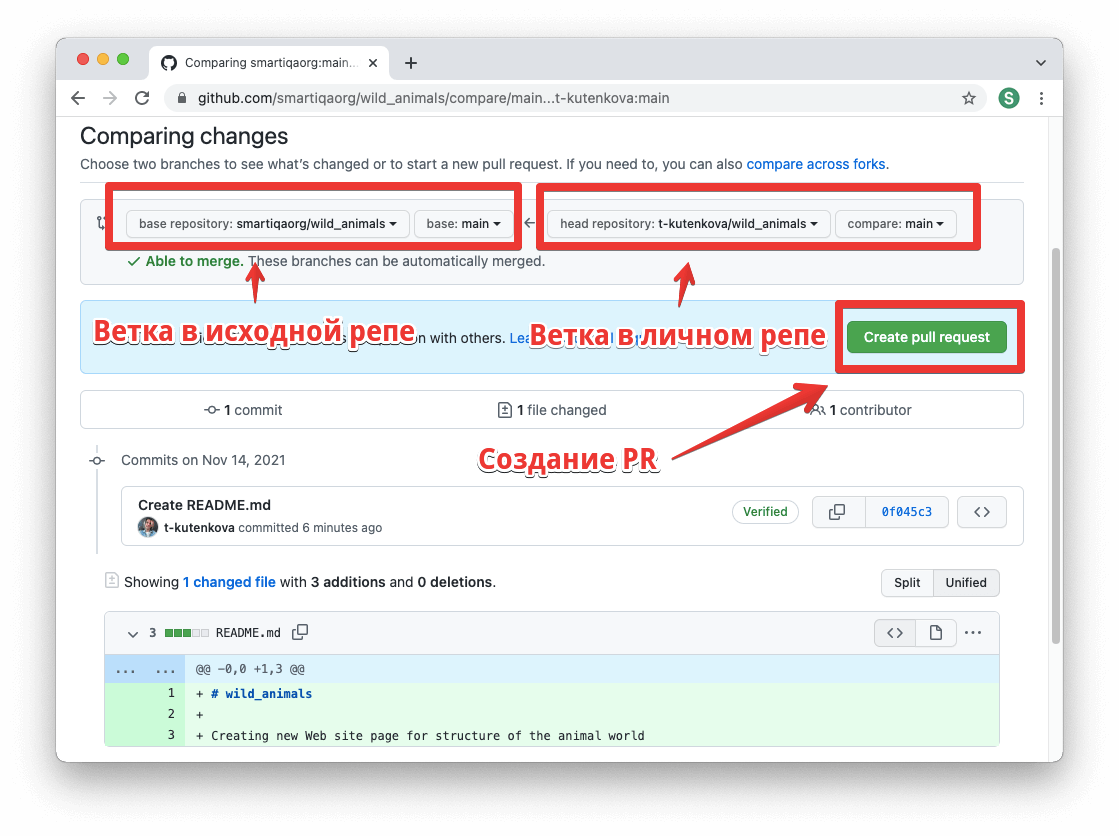 Comparing smartiqaorg:main...
github.com/smartiqaorg/wild_animals/compare/main...t-kutenkova:main
S
Comparing changes
Choose two branches to see what's changed or to start a new pull request. If you need to, you can also compare across forks.
base repository: smartiqaorg/wild_animals base: main head repository: t-kutenkova/wild_animals compare: main
Able to merge. These branches can be automatically merged.
Ветка в исходной репе
on with others.
Ветка в личном репе
Create pull request
1 commit 1 file changed 1 contributor
Создание PR
Commits on Nov 14, 2021
Create README.md
t-kutenkova committed 6 minutes ago
Verified 0f045c3 <>
Showing 1 changed file with 3 additions and 0 deletions.
Split Unified
3 README.md <> ...
... ... @@ -0,0 +1,3 @@
1 + # wild_animals
2 +
3 + Creating new Web site page for structure of the animal world